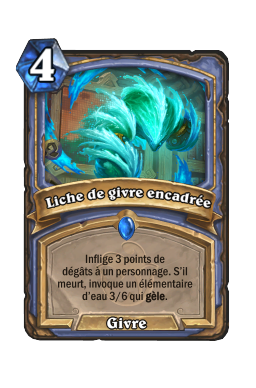 4
Liche de givre encadrée
Inflige 3 points de
dégâts à un personnage. S'il
meurt, invoque un élémentaire
d'eau 3/6 qui gèle.
Givre